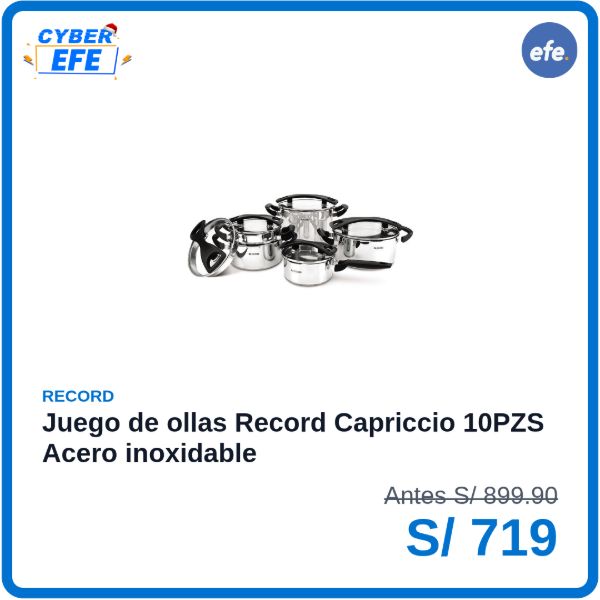 CYBER
EFE
efe.
RECORD
Juego de ollas Record Capriccio 10PZS
Acero inoxidable
Antes S/ 899.90
S/ 719